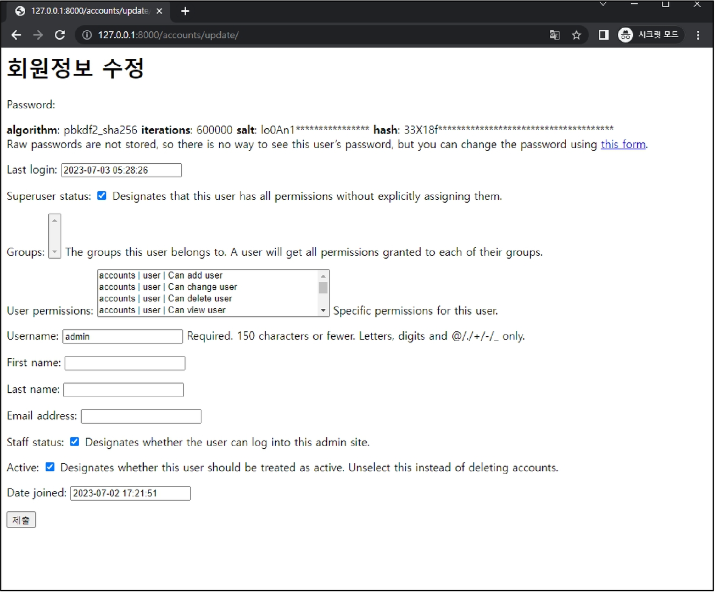 127.0.0.1:8000/accounts/update/
127.0.0.1:8000/accounts/update/
시크릿 모드
회원정보 수정
Password:
algorithm: pbkdf2_sha256 iterations: 600000 salt: lo0An1**************** hash: 33X18f**************************************
Raw passwords are not stored, so there is no way to see this user's password, but you can change the password using this form.
Last login: 2023-07-03 05:28:26
Superuser status: Designates that this user has all permissions without explicitly assigning them.
Groups: The groups this user belongs to. A user will get all permissions granted to each of their groups.
accounts | user | Can add user
accounts | user | Can change user
accounts | user | Can delete user
accounts | user | Can view user
User permissions: Specific permissions for this user.
Username: admin Required. 150 characters or fewer. Letters, digits and @/./+/-/_ only.
First name:
Last name:
Email address:
Staff status: Designates whether the user can log into this admin site.
Active: Designates whether this user should be treated as active. Unselect this instead of deleting accounts.
Date joined: 2023-07-02 17:21:51
제출